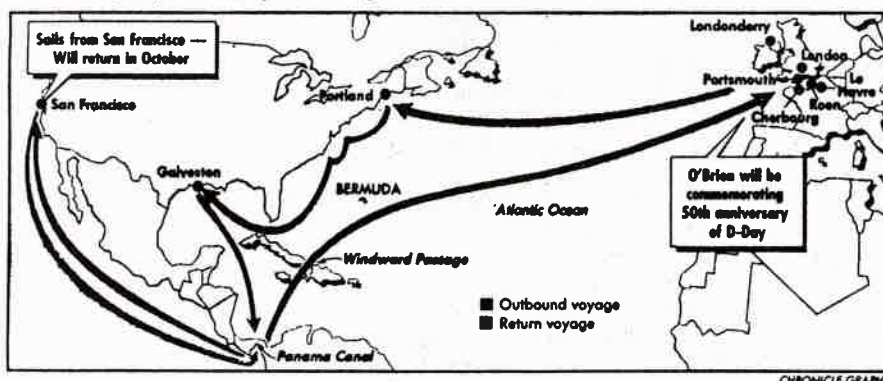 Sails from San Francisco —
Will return in October
San Francisco
Portland
Galveston
BERMUDA
Atlantic Ocean
Windward Passage
Panama Canal
Londonderry
London
Portsmouth
Le
Havre
Roen
Cherbourg
O'Brien will be
commemorating
50th anniversary
of D-Day
Outbound voyage
Return voyage
CHRONICLE GRAPH